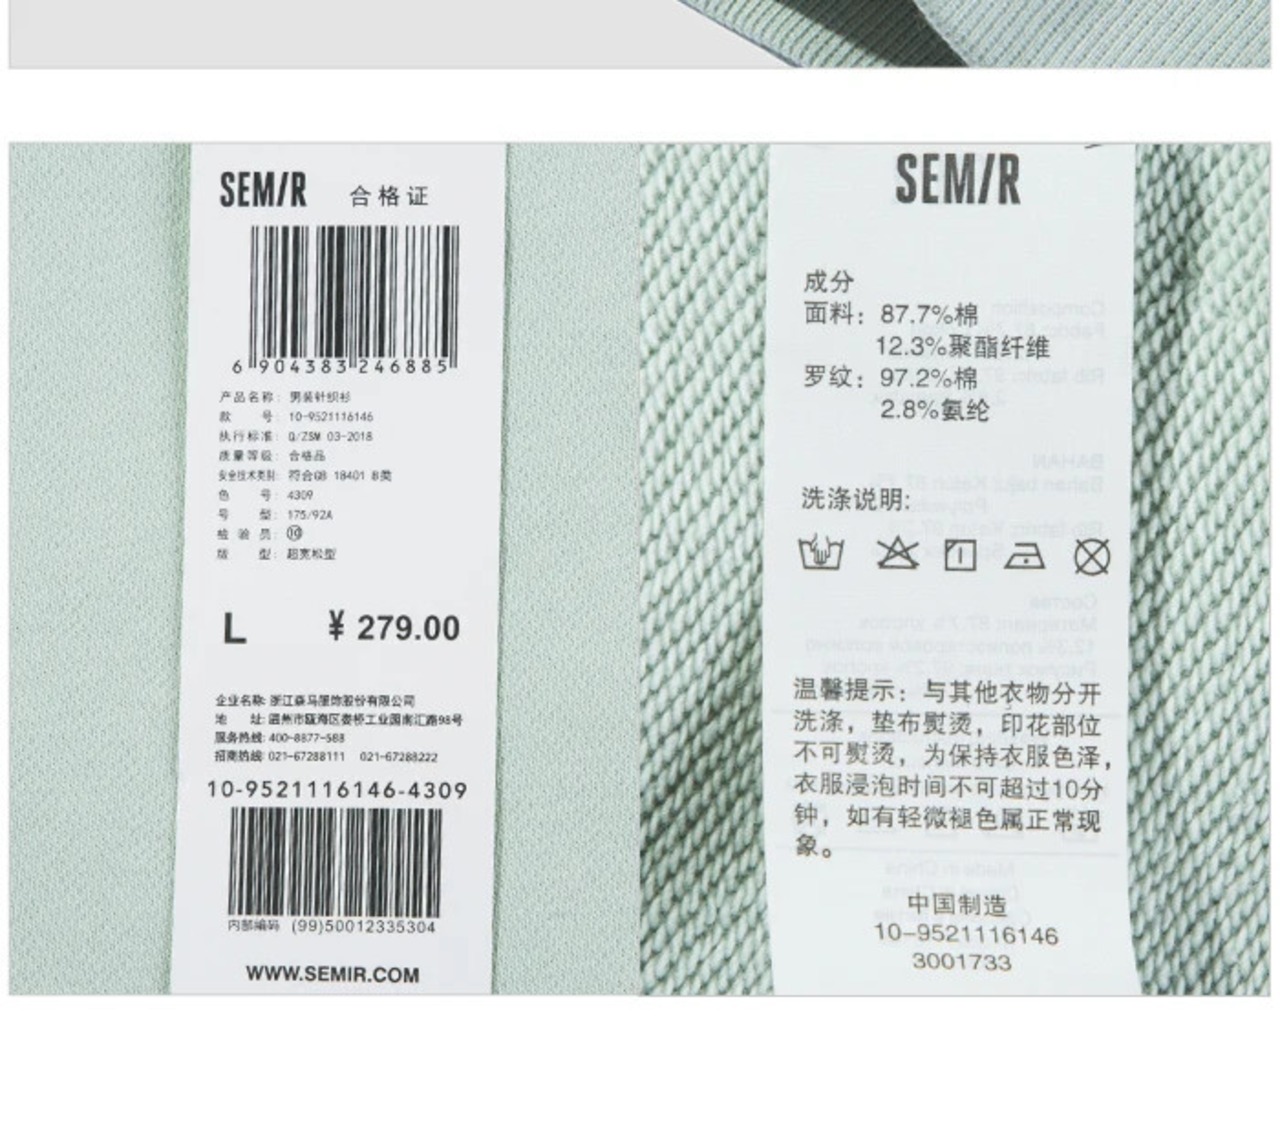 SEMIR 合格证
6 904383 246885
产品名称: 男装针织衫
款 号: 10-9521116146
执行标准: Q/ZSM 03-2018
质量等级: 合格品
安全技术类别: 符合GB 18401 B类
色 号: 4309
号 型: 175/92A
检 验 员: ⑩
版 型: 超宽松型
L ¥ 279.00
企业名称: 浙江森马服饰股份有限公司
地 址: 温州市瓯海区娄桥工业园南汇路98号
服务热线: 400-8877-588
招商热线: 021-67288111 021-67288222
10-9521116146-4309
内部编码 (99)50012335304
WWW.SEMIR.COM
SEMIR
成分
面料: 87.7%棉
12.3%聚酯纤维
罗纹: 97.2%棉
2.8%氨纶
洗涤说明:
温馨提示: 与其他衣物分开
洗涤, 垫布熨烫, 印花部位
不可熨烫, 为保持衣服色泽,
衣服浸泡时间不可超过10分
钟, 如有轻微褪色属正常现
象。
中国制造
10-9521116146
3001733